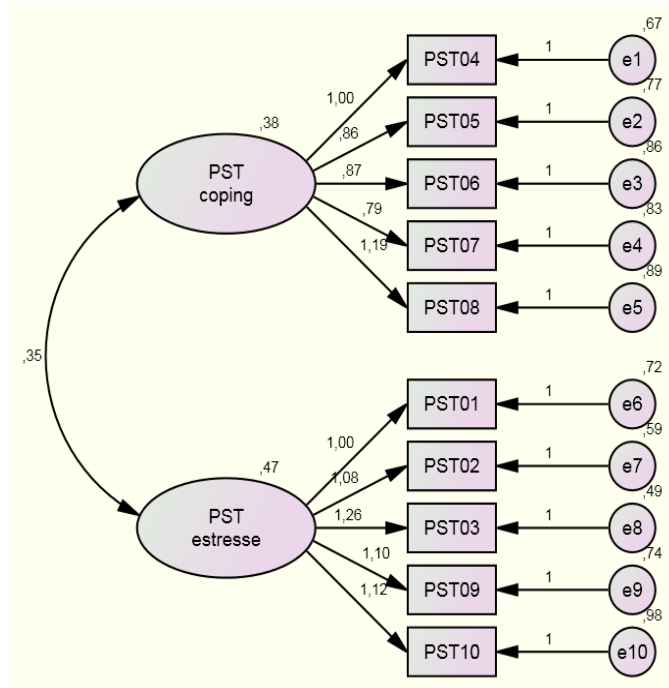 ,67
PST04
1
e1
1,00
,77
,38
PST05
1
e2
,86
,86
PST
coping
PST06
1
e3
,87
,83
PST07
1
e4
,79
,89
PST08
1
e5
1,19
,35
,72
PST01
1
e6
1,00
,59
,47
PST02
1
e7
1,08
,49
PST
estresse
PST03
1
e8
1,26
,74
PST09
1
e9
1,10
,98
PST10
1
e10
1,12